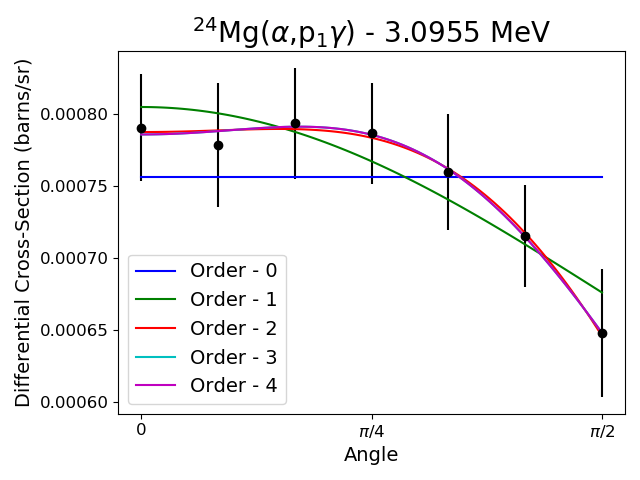 ²⁴Mg(α,p₁γ) - 3.0955 MeV
Differential Cross-Section (barns/sr)
0.00080
0.00075
0.00070
0.00065
0.00060
Order - 0
Order - 1
Order - 2
Order - 3
Order - 4
0
π/4
π/2
Angle